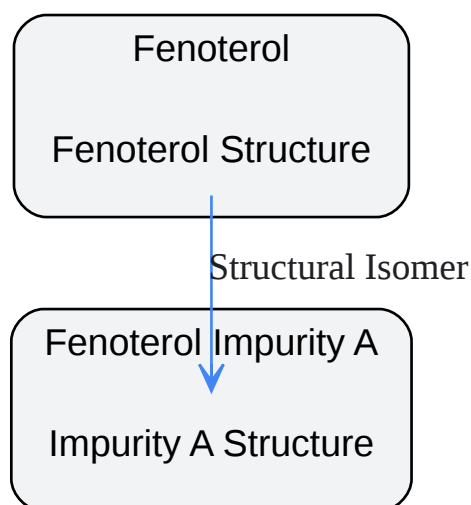 Fenoterol
Fenoterol Structure
Structural Isomer
Fenoterol Impurity A
Impurity A Structure